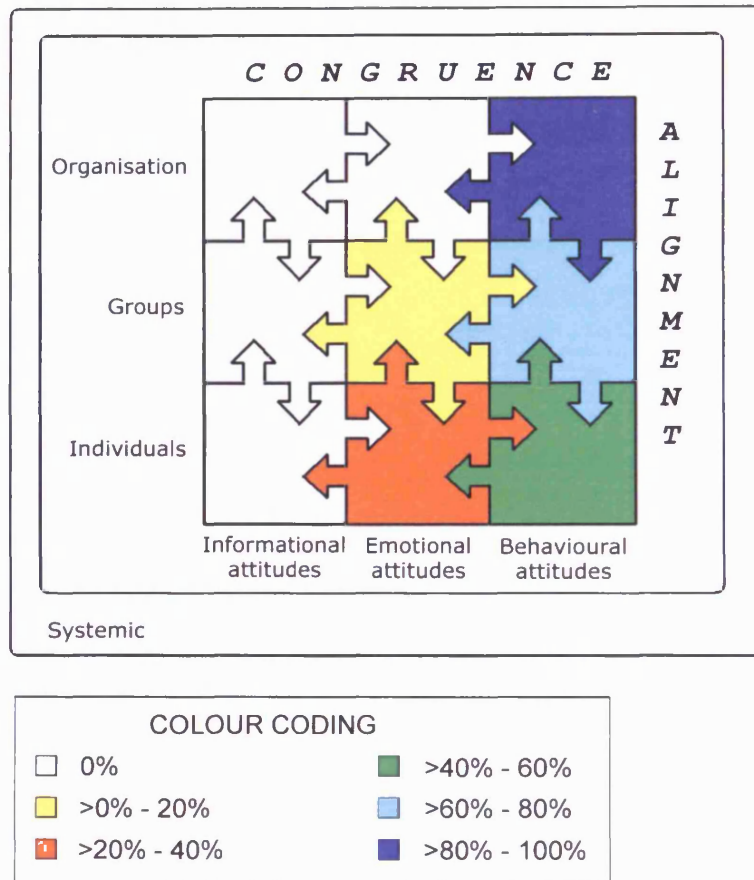 C O N G R U E N C E
A L I G N M E N T
Organisation
Groups
Individuals
Informational attitudes
Emotional attitudes
Behavioural attitudes
Systemic
COLOUR CODING
0%
>0% - 20%
>20% - 40%
>40% - 60%
>60% - 80%
>80% - 100%